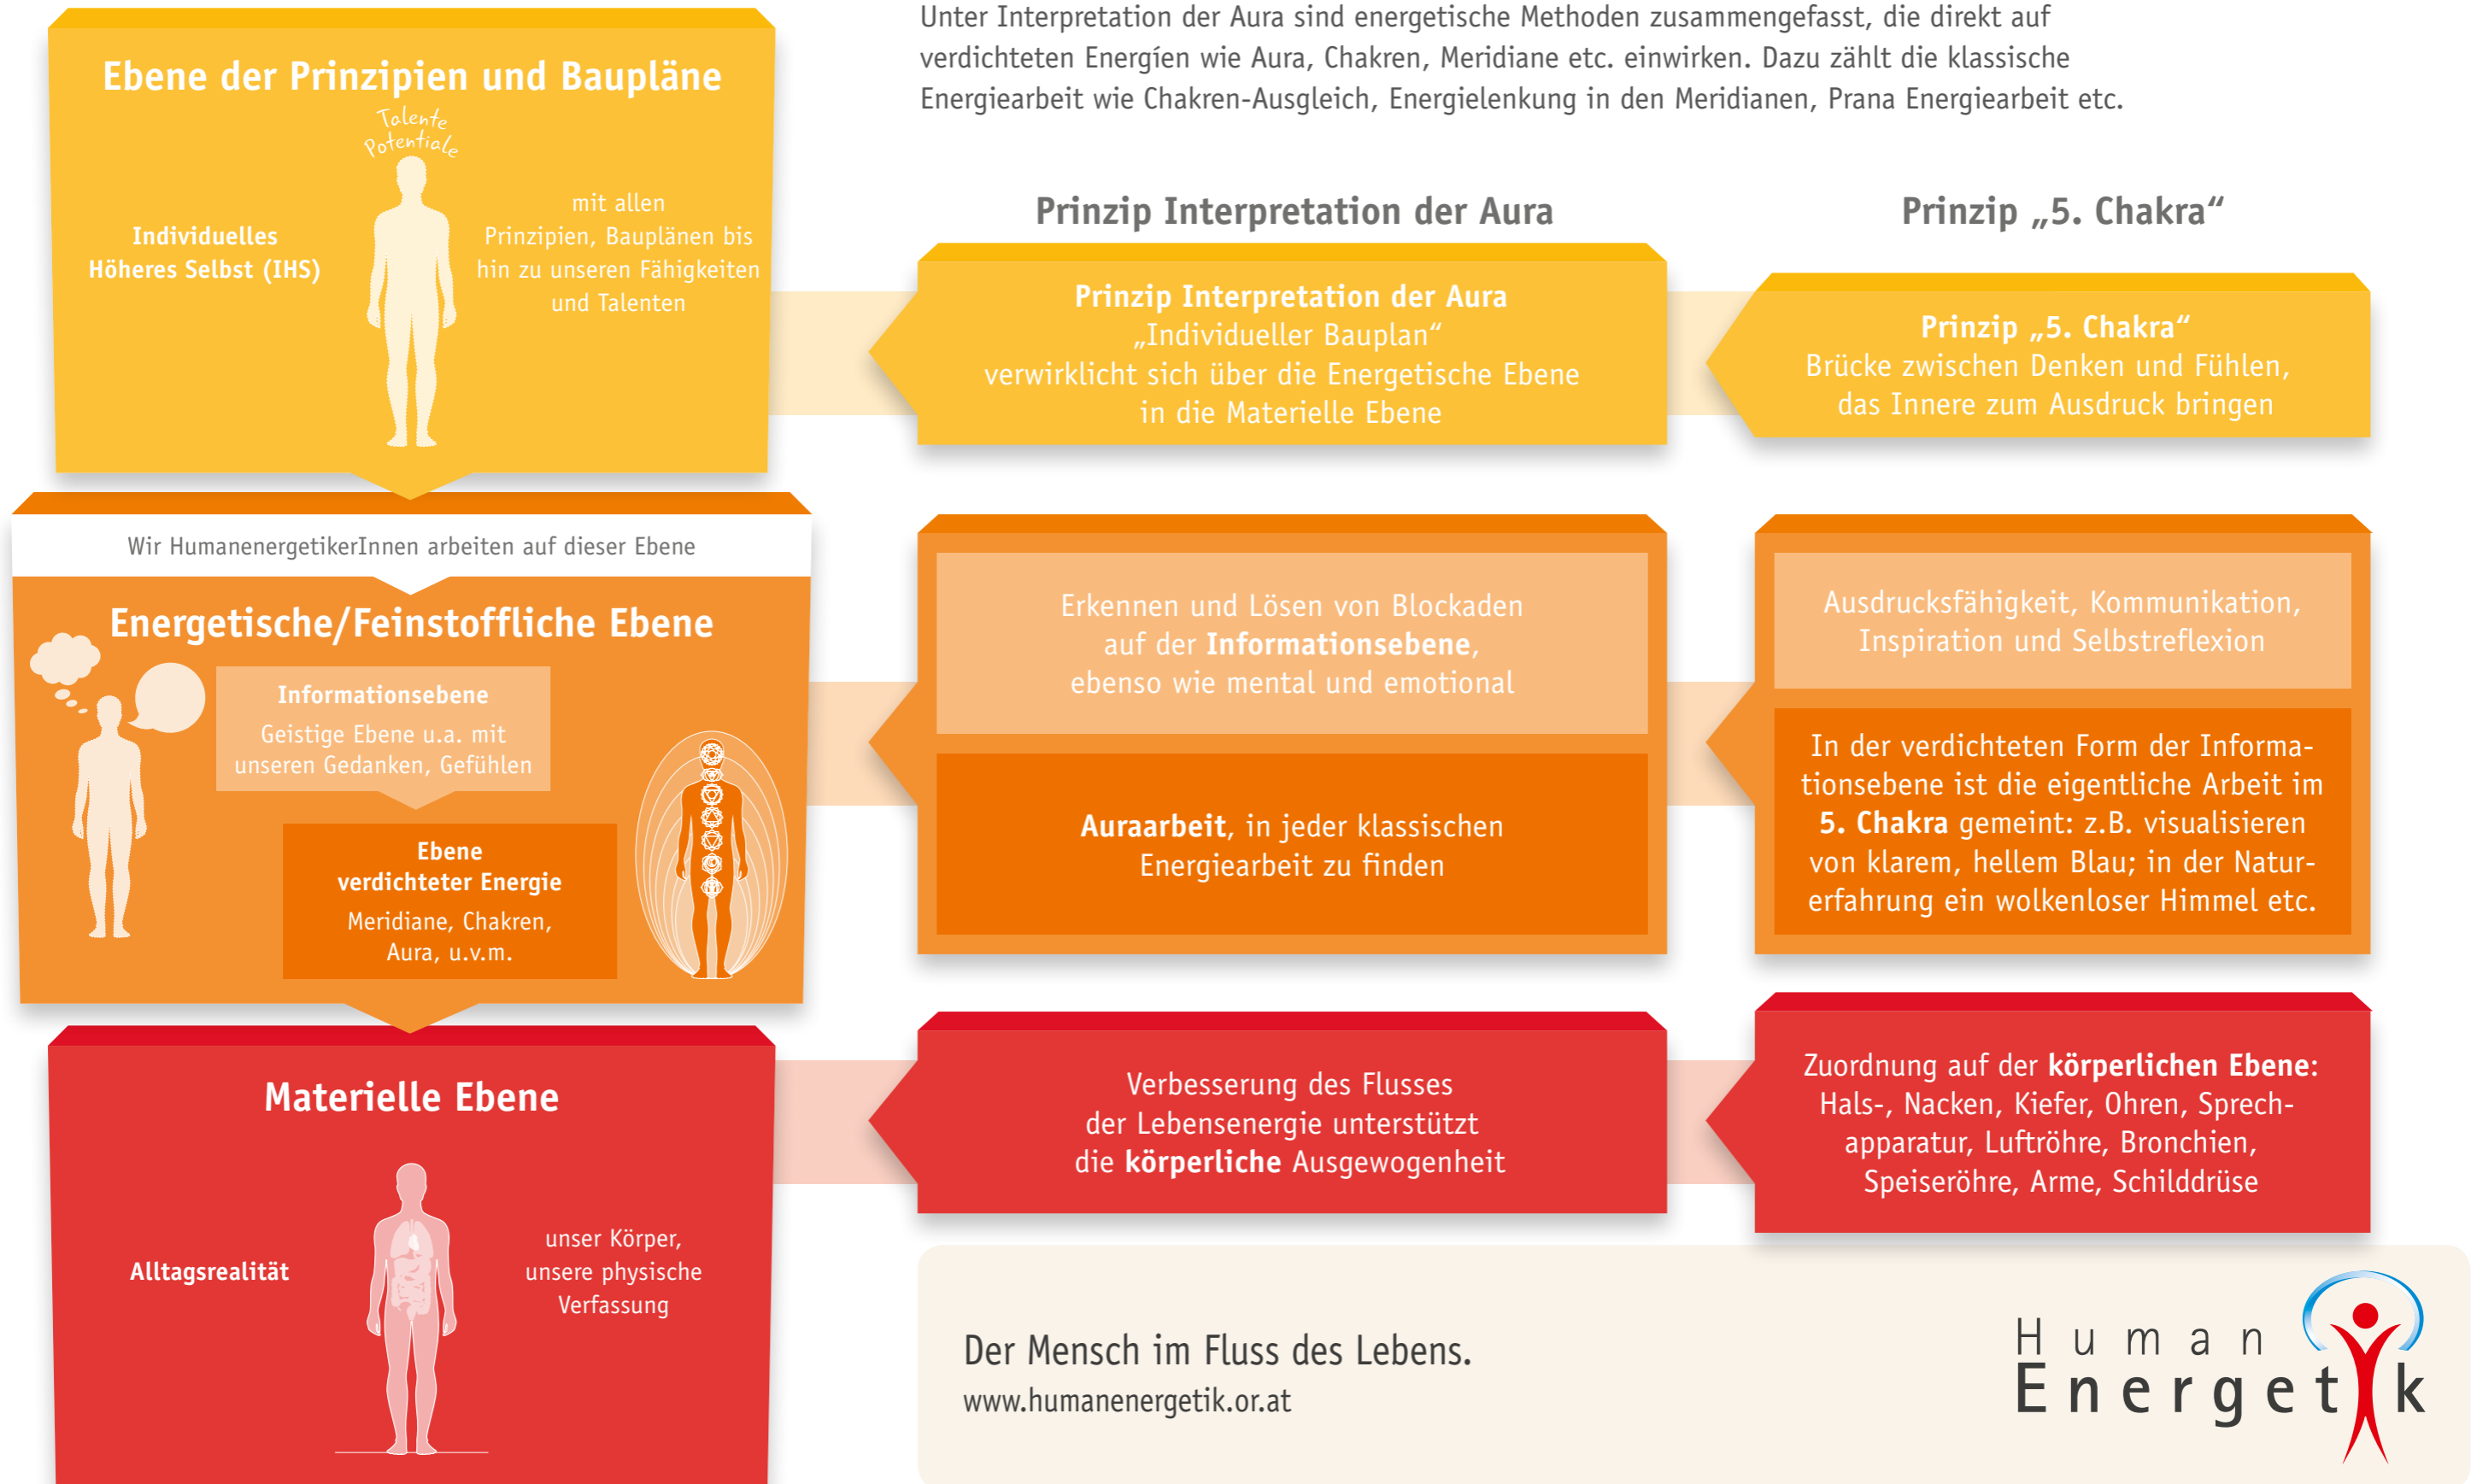 Unter Interpretation der Aura sind energetische Methoden zusammengefasst, die direkt auf
verdichteten Energíen wie Aura, Chakren, Meridiane etc. einwirken. Dazu zählt die klassische
Energiearbeit wie Chakren-Ausgleich, Energielenkung in den Meridianen, Prana Energiearbeit etc.
Ebene der Prinzipien und Baupläne
Talente
Potentiale
Individuelles
Höheres Selbst (IHS)
mit allen
Prinzipien, Bauplänen bis
hin zu unseren Fähigkeiten
und Talenten
Prinzip Interpretation der Aura
Prinzip Interpretation der Aura
„Individueller Bauplan“
verwirklicht sich über die Energetische Ebene
in die Materielle Ebene
Prinzip „5. Chakra“
Prinzip „5. Chakra“
Brücke zwischen Denken und Fühlen,
das Innere zum Ausdruck bringen
Wir HumanenergetikerInnen arbeiten auf dieser Ebene
Energetische/Feinstoffliche Ebene
Informationsebene
Geistige Ebene u.a. mit
unseren Gedanken, Gefühlen
Ebene
verdichteter Energie
Meridiane, Chakren,
Aura, u.v.m.
Erkennen und Lösen von Blockaden
auf der Informationsebene,
ebenso wie mental und emotional
Auraarbeit, in jeder klassischen
Energiearbeit zu finden
Ausdrucksfähigkeit, Kommunikation,
Inspiration und Selbstreflexion
In der verdichteten Form der Informa-
tionsebene ist die eigentliche Arbeit im
5. Chakra gemeint: z.B. visualisieren
von klarem, hellem Blau; in der Natur-
erfahrung ein wolkenloser Himmel etc.
Materielle Ebene
Alltagsrealität
unser Körper,
unsere physische
Verfassung
Verbesserung des Flusses
der Lebensenergie unterstützt
die körperliche Ausgewogenheit
Zuordnung auf der körperlichen Ebene:
Hals-, Nacken, Kiefer, Ohren, Sprech-
apparatur, Luftröhre, Bronchien,
Speiseröhre, Arme, Schilddrüse
Der Mensch im Fluss des Lebens.
www.humanenergetik.or.at
Human
Energetik